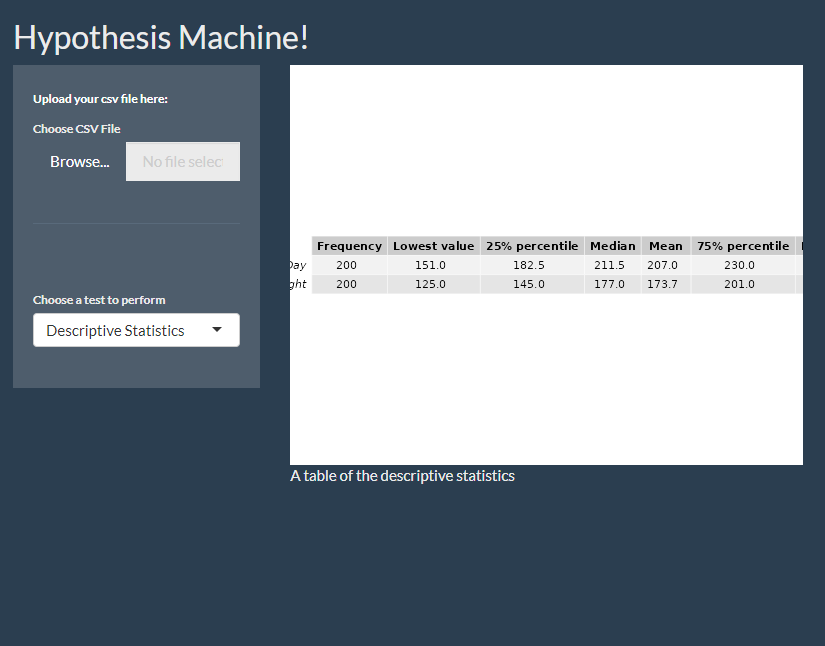 Hypothesis Machine!
Upload your csv file here:
Choose CSV File
Browse... No file selec
Choose a test to perform
Descriptive Statistics
Frequency Lowest value 25% percentile Median Mean 75% percentile
Day 200 151.0 182.5 211.5 207.0 230.0
ght 200 125.0 145.0 177.0 173.7 201.0
A table of the descriptive statistics